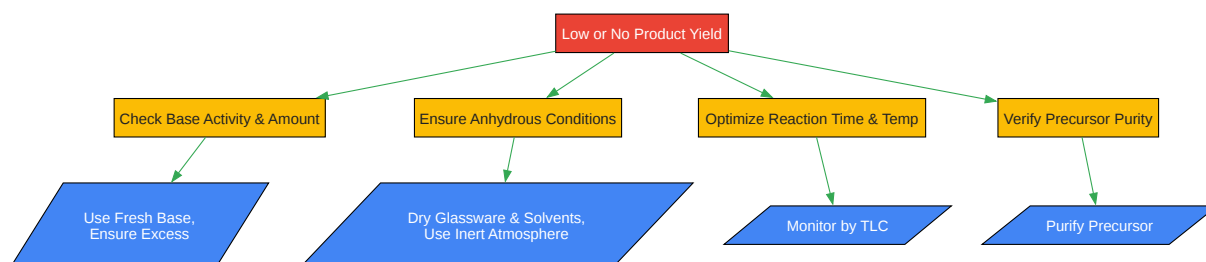 Low or No Product Yield
Check Base Activity & Amount
Ensure Anhydrous Conditions
Optimize Reaction Time & Temp
Verify Precursor Purity
Use Fresh Base,
Ensure Excess
Dry Glassware & Solvents,
Use Inert Atmosphere
Monitor by TLC
Purify Precursor